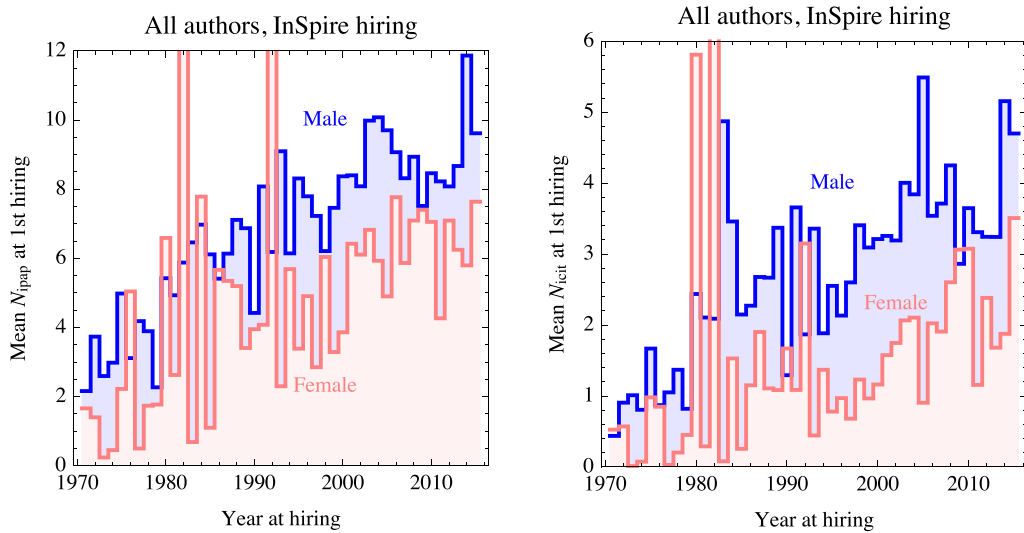 All authors, InSpire hiring
Mean N_ipap at 1st hiring
12
10
8
6
4
2
0
Male
Female
1970
1980
1990
2000
2010
Year at hiring
All authors, InSpire hiring
Mean N_icit at 1st hiring
6
5
4
3
2
1
0
Male
Female
1970
1980
1990
2000
2010
Year at hiring